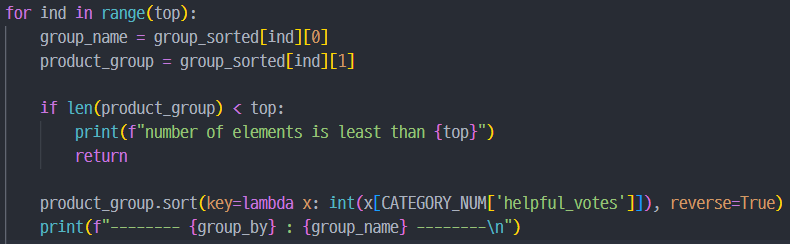 for ind in range(top):
    group_name = group_sorted[ind][0]
    product_group = group_sorted[ind][1]
    if len(product_group) < top:
        print(f"number of elements is least than {top}")
        return
    product_group.sort(key=lambda x: int(x[CATEGORY_NUM['helpful_votes']]), reverse=True)
    print(f"-------- {group_by} : {group_name} --------\n")